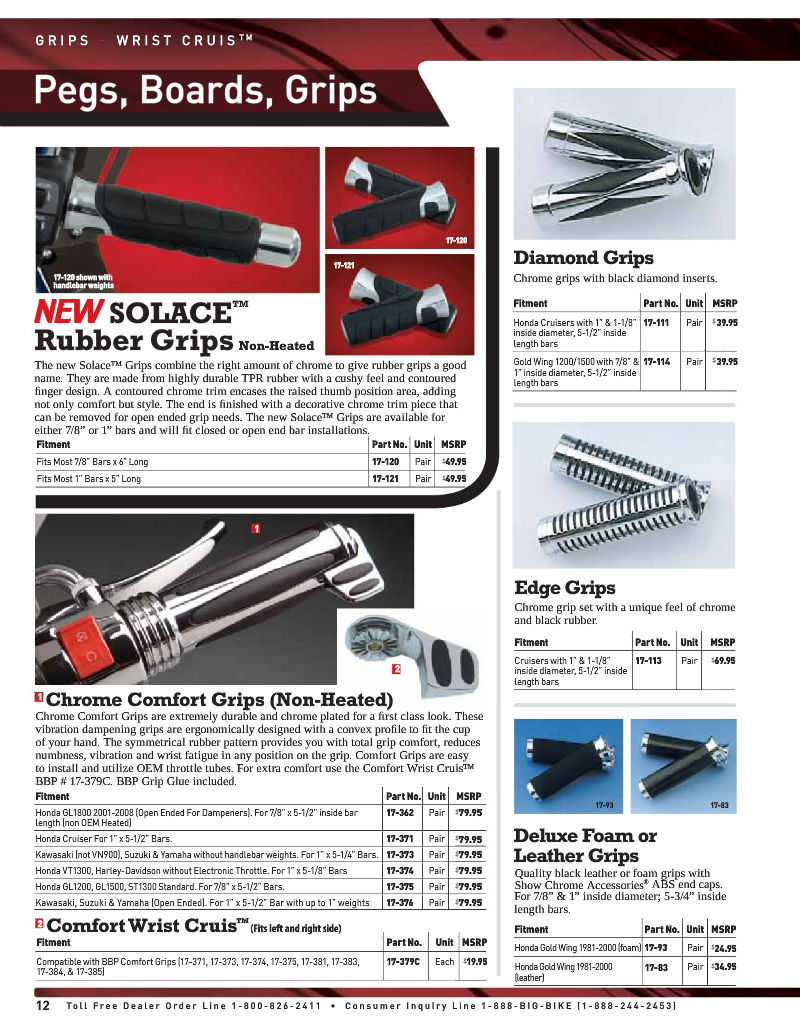 GRIPS · WRIST CRUIS™
Pegs, Boards, Grips
17-120 shown with
handlebar weights
17-120
17-121
NEW SOLACE™
Rubber Grips Non-Heated
The new Solace™ Grips combine the right amount of chrome to give rubber grips a good
name. They are made from highly durable TPR rubber with a cushy feel and contoured
finger design. A contoured chrome trim encases the raised thumb position area, adding
not only comfort but style. The end is finished with a decorative chrome trim piece that
can be removed for open ended grip needs. The new Solace™ Grips are available for
either 7/8" or 1" bars and will fit closed or open end bar installations.
Fitment Part No. Unit MSRP
Fits Most 7/8" Bars x 6" Long 17-120 Pair $49.95
Fits Most 1" Bars x 5" Long 17-121 Pair $49.95
1
2
1 Chrome Comfort Grips (Non-Heated)
Chrome Comfort Grips are extremely durable and chrome plated for a first class look. These
vibration dampening grips are ergonomically designed with a convex profile to fit the cup
of your hand. The symmetrical rubber pattern provides you with total grip comfort, reduces
numbness, vibration and wrist fatigue in any position on the grip. Comfort Grips are easy
to install and utilize OEM throttle tubes. For extra comfort use the Comfort Wrist Cruis™
BBP # 17-379C. BBP Grip Glue included.
Fitment Part No. Unit MSRP
Honda GL1800 2001-2008 (Open Ended For Dampeners). For 7/8" x 5-1/2" inside bar
length (non OEM Heated) 17-362 Pair $79.95
Honda Cruiser For 1" x 5-1/2" Bars. 17-371 Pair $79.95
Kawasaki (not VN900), Suzuki & Yamaha without handlebar weights. For 1" x 5-1/4" Bars. 17-373 Pair $79.95
Honda VT1300, Harley-Davidson without Electronic Throttle. For 1" x 5-1/8" Bars 17-374 Pair $79.95
Honda GL1200, GL1500, ST1300 Standard. For 7/8" x 5-1/2" Bars. 17-375 Pair $79.95
Kawasaki, Suzuki & Yamaha (Open Ended). For 1" x 5-1/2" Bar with up to 1" weights 17-376 Pair $79.95
2 Comfort Wrist Cruis™ (Fits left and right side)
Fitment Part No. Unit MSRP
Compatible with BBP Comfort Grips (17-371, 17-373, 17-374, 17-375, 17-381, 17-383,
17-384, & 17-385) 17-379C Each $19.95
Diamond Grips
Chrome grips with black diamond inserts.
Fitment Part No. Unit MSRP
Honda Cruisers with 1" & 1-1/8" 17-111 Pair $39.95
inside diameter, 5-1/2" inside
length bars
Gold Wing 1200/1500 with 7/8" & 17-114 Pair $39.95
1" inside diameter, 5-1/2" inside
length bars
Edge Grips
Chrome grip set with a unique feel of chrome
and black rubber.
Fitment Part No. Unit MSRP
Cruisers with 1" & 1-1/8" 17-113 Pair $69.95
inside diameter, 5-1/2" inside
length bars
17-93
17-83
Deluxe Foam or
Leather Grips
Quality black leather or foam grips with
Show Chrome Accessories® ABS end caps.
For 7/8" & 1" inside diameter; 5-3/4" inside
length bars.
Fitment Part No. Unit MSRP
Honda Gold Wing 1981-2000 (foam) 17-93 Pair $24.95
Honda Gold Wing 1981-2000 17-83 Pair $34.95
(leather)
12 Toll Free Dealer Order Line 1-800-826-2411 • Consumer Inquiry Line 1-888-BIG-BIKE (1-888-244-2453)